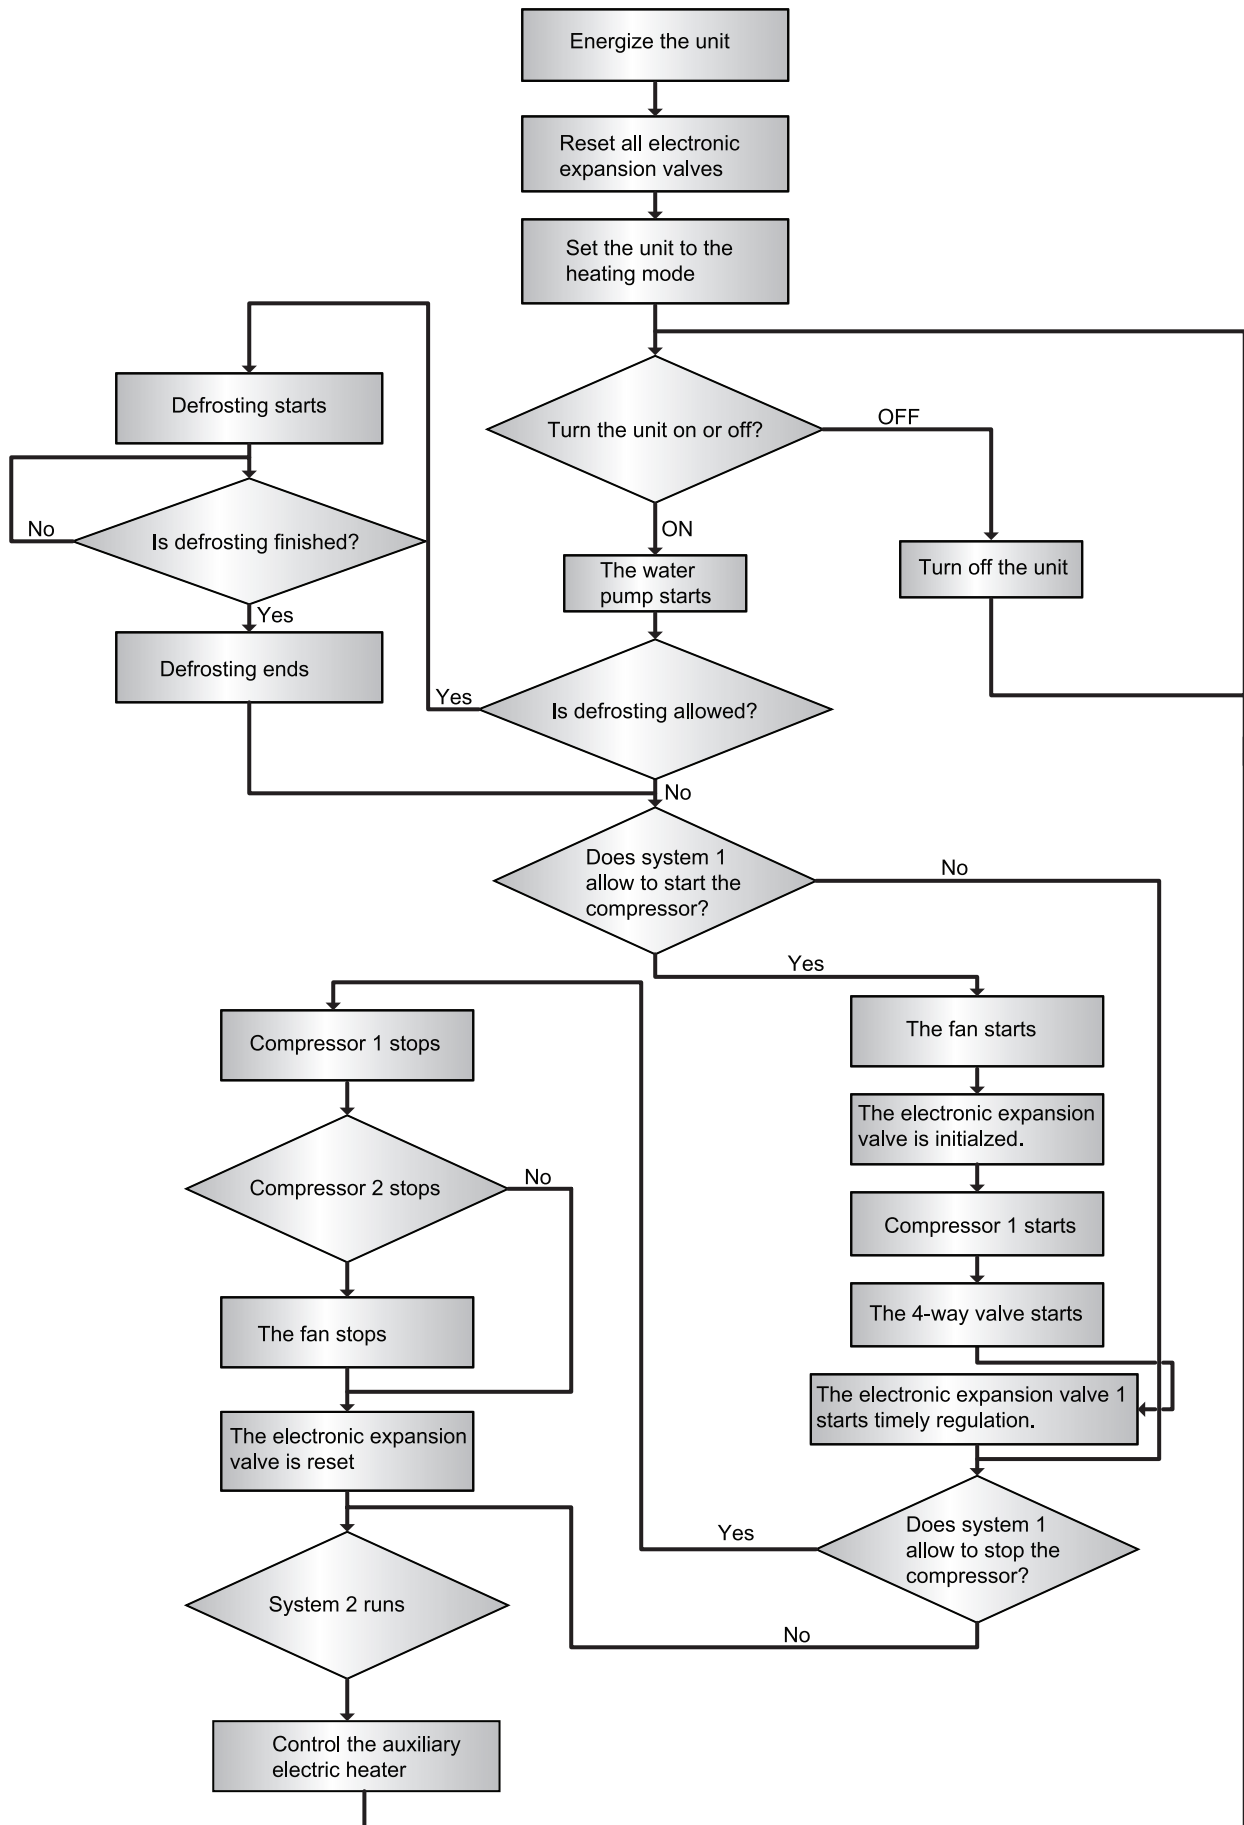 Energize the unit
Reset all electronic
expansion valves
Set the unit to the
heating mode
Defrosting starts
Turn the unit on or off?
OFF
No
Is defrosting finished?
ON
Yes
The water
pump starts
Turn off the unit
Defrosting ends
Yes
Is defrosting allowed?
No
Does system 1
allow to start the
compressor?
No
Yes
Compressor 1 stops
The fan starts
The electronic expansion
valve is initialzed.
Compressor 2 stops
No
Compressor 1 starts
The fan stops
The 4-way valve starts
The electronic expansion valve 1
starts timely regulation.
The electronic expansion
valve is reset
Yes
Does system 1
allow to stop the
compressor?
System 2 runs
No
Control the auxiliary
electric heater